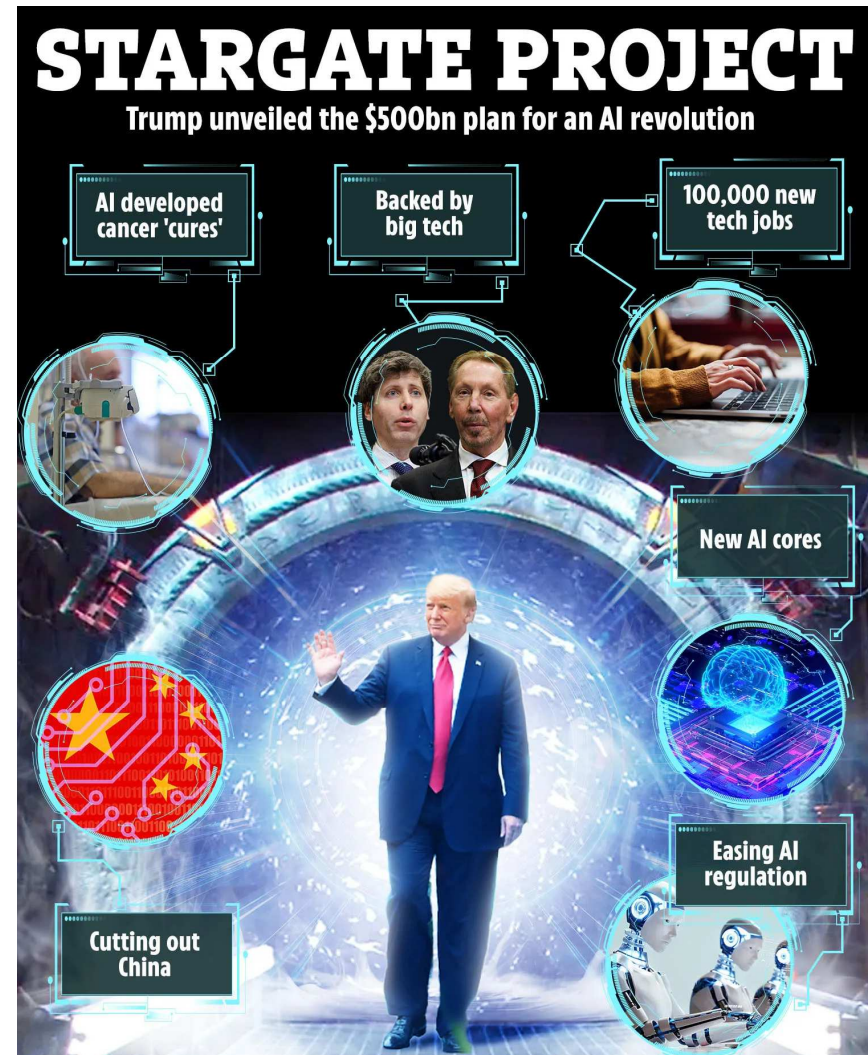 STARGATE PROJECT
Trump unveiled the $500bn plan for an AI revolution
AI developed
cancer 'cures'
Backed by
big tech
100,000 new
tech jobs
New AI cores
Easing AI
regulation
Cutting out
China